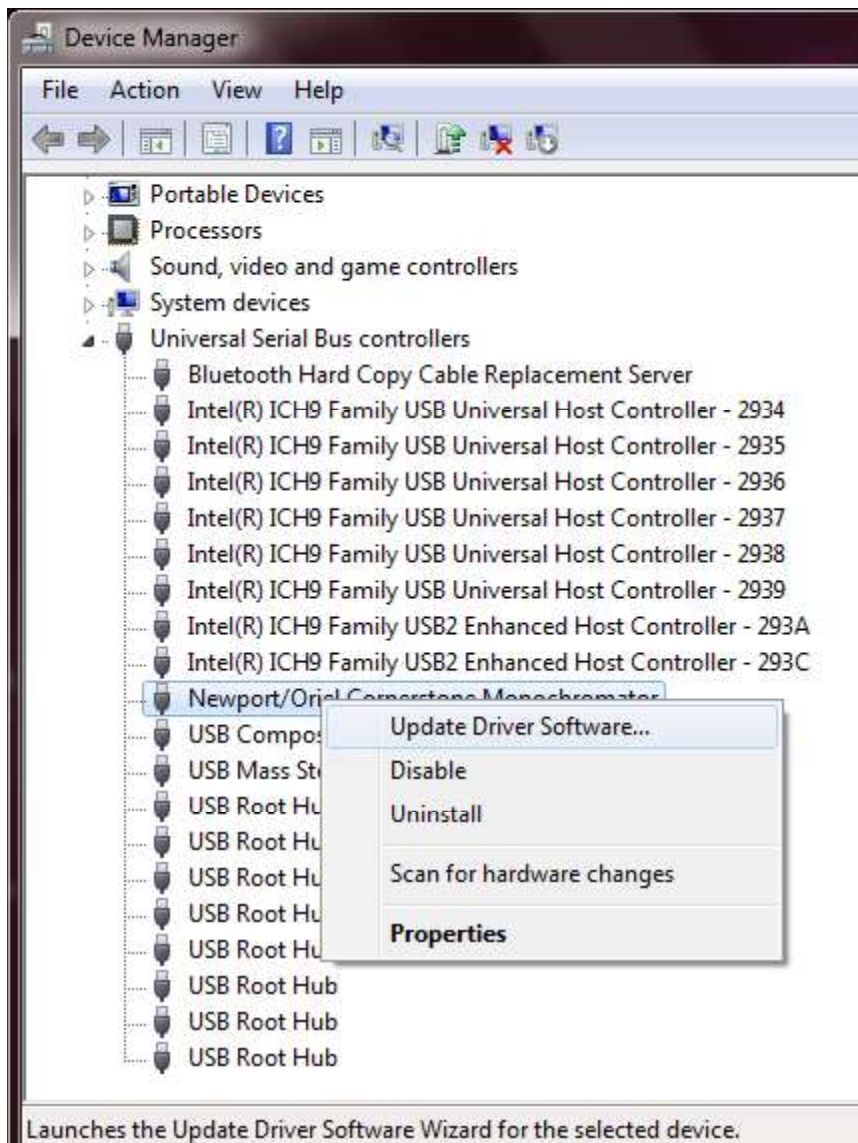 Device Manager
File Action View Help
Portable Devices
Processors
Sound, video and game controllers
System devices
Universal Serial Bus controllers
Bluetooth Hard Copy Cable Replacement Server
Intel(R) ICH9 Family USB Universal Host Controller - 2934
Intel(R) ICH9 Family USB Universal Host Controller - 2935
Intel(R) ICH9 Family USB Universal Host Controller - 2936
Intel(R) ICH9 Family USB Universal Host Controller - 2937
Intel(R) ICH9 Family USB Universal Host Controller - 2938
Intel(R) ICH9 Family USB Universal Host Controller - 2939
Intel(R) ICH9 Family USB2 Enhanced Host Controller - 293A
Intel(R) ICH9 Family USB2 Enhanced Host Controller - 293C
Newport/Oriel Cornerstone Monochromator
USB Compos
USB Mass St
USB Root Hu
USB Root Hu
USB Root Hu
USB Root Hu
USB Root Hu
USB Root Hub
USB Root Hub
USB Root Hub
Update Driver Software...
Disable
Uninstall
Scan for hardware changes
Properties
Launches the Update Driver Software Wizard for the selected device.